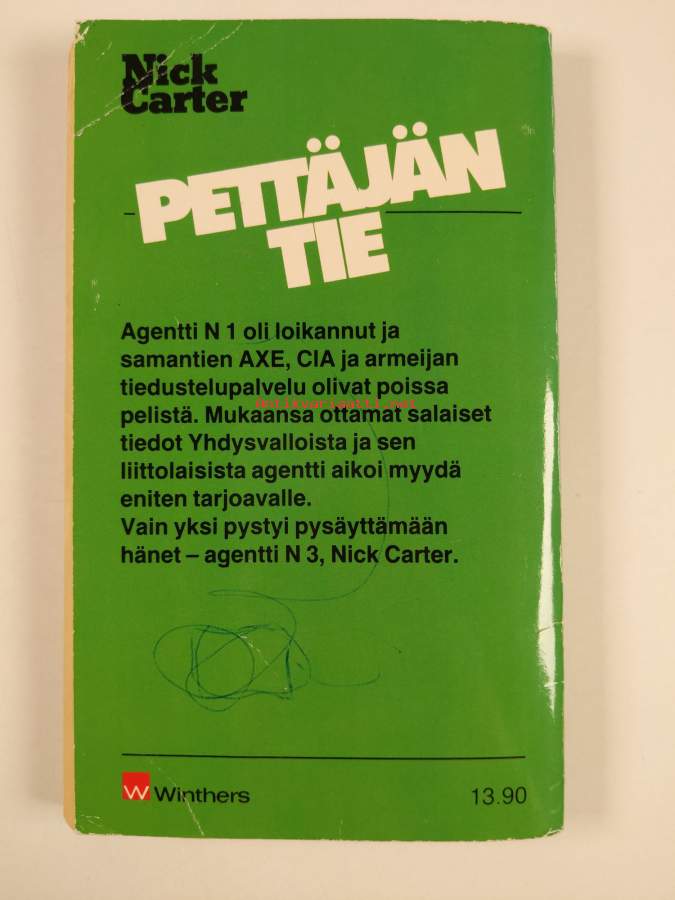 Nick
Carter
PETTÄJÄN
TIE
Agentti N 1 oli loikannut ja
samantien AXE, CIA ja armeijan
tiedustelupalvelu olivat poissa
pelistä. Mukaansa ottamat salaiset
Antikvariaatti.net
tiedot Yhdysvalloista ja sen
liittolaisista agentti aikoi myydä
eniten tarjoavalle.
Vain yksi pystyi pysäyttämään
hänet – agentti N 3, Nick Carter.
W Winthers
13.90